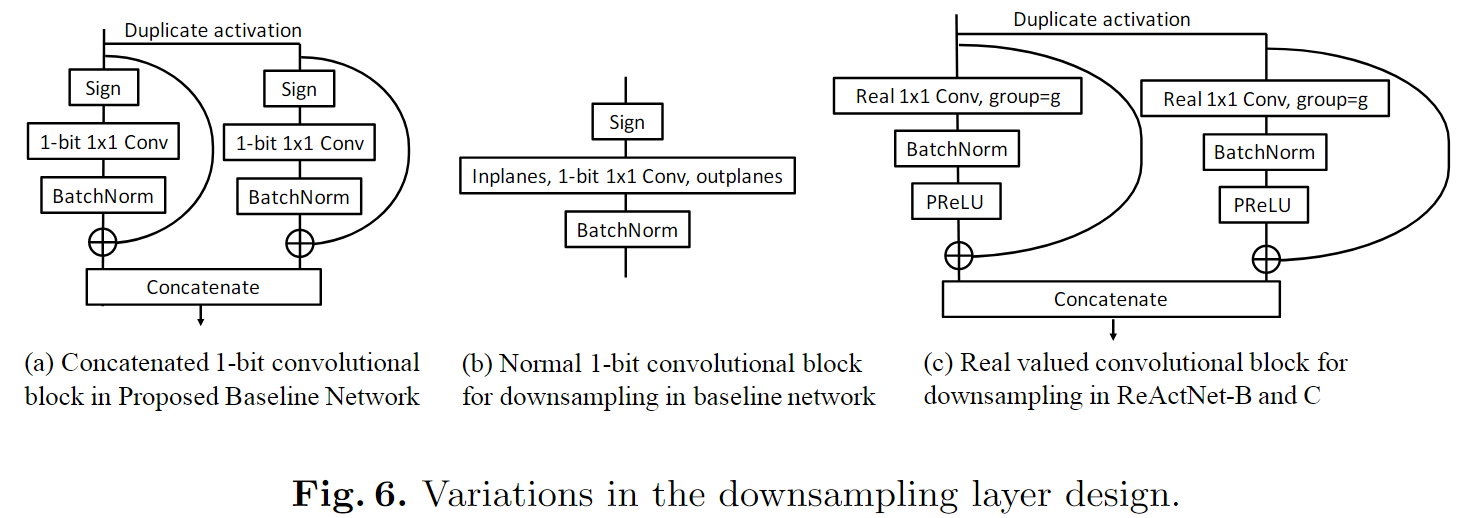 Duplicate activation
Sign
Sign
1-bit 1x1 Conv
1-bit 1x1 Conv
BatchNorm
BatchNorm
Concatenate
(a) Concatenated 1-bit convolutional
block in Proposed Baseline Network
Sign
Inplanes, 1-bit 1x1 Conv, outplanes
BatchNorm
(b) Normal 1-bit convolutional block
for downsampling in baseline network
Duplicate activation
Real 1x1 Conv, group=g
Real 1x1 Conv, group=g
BatchNorm
BatchNorm
PReLU
PReLU
Concatenate
(c) Real valued convolutional block for
downsampling in ReActNet-B and C
Fig. 6. Variations in the downsampling layer design.